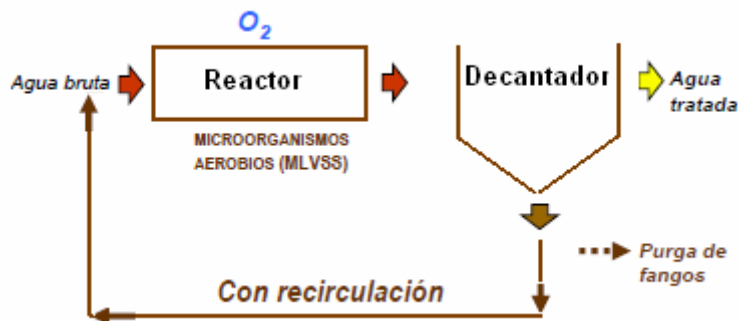 O2
Agua bruta
Reactor
Decantador
Agua
tratada
MICROORGANISMOS
AEROBIOS (MLVSS)
Purga de
fangos
Con recirculación